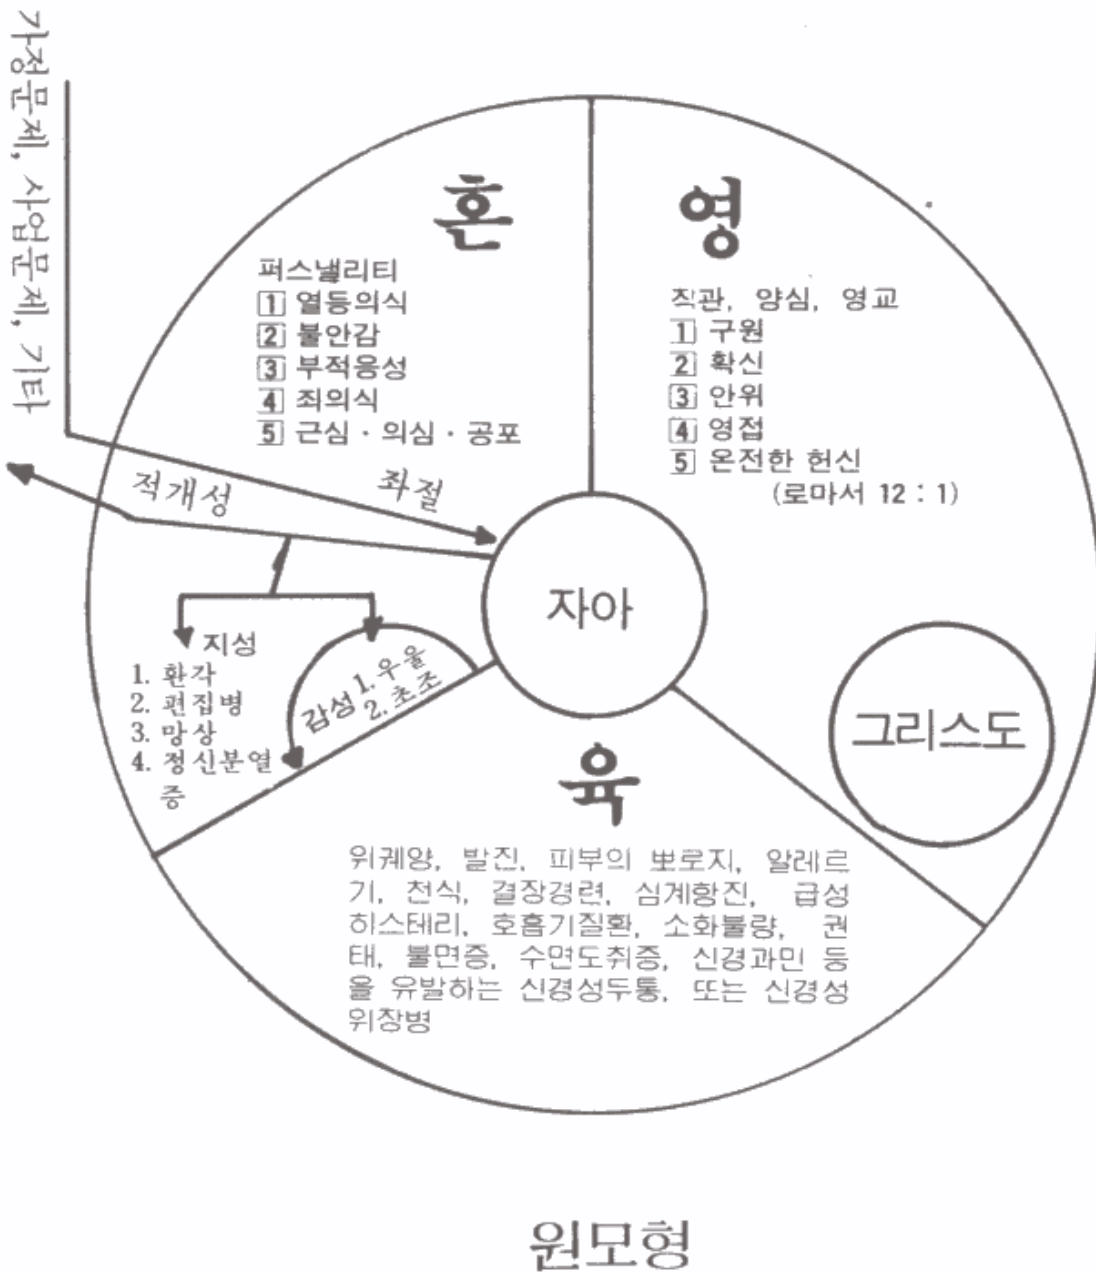 가정문제, 사업문제, 기타
혼
퍼스낼리티
1 열등의식
2 불안감
3 부적응성
4 죄의식
5 근심 · 의심 · 공포
영
직관, 양심, 영교
1 구원
2 확신
3 안위
4 영접
5 온전한 헌신
(로마서 12 : 1)
적개성
좌절
자아
지성
1. 환각
2. 편집병
3. 망상
4. 정신분열
증
감성 1. 우울
2. 초조
그리스도
육
위궤양, 발진, 피부의 뾰로지, 알레르
기, 천식, 결장경련, 심계항진, 급성
히스테리, 호흡기질환, 소화불량, 권
태, 불면증, 수면도취증, 신경과민 등
을 유발하는 신경성두통, 또는 신경성
위장병
원모형